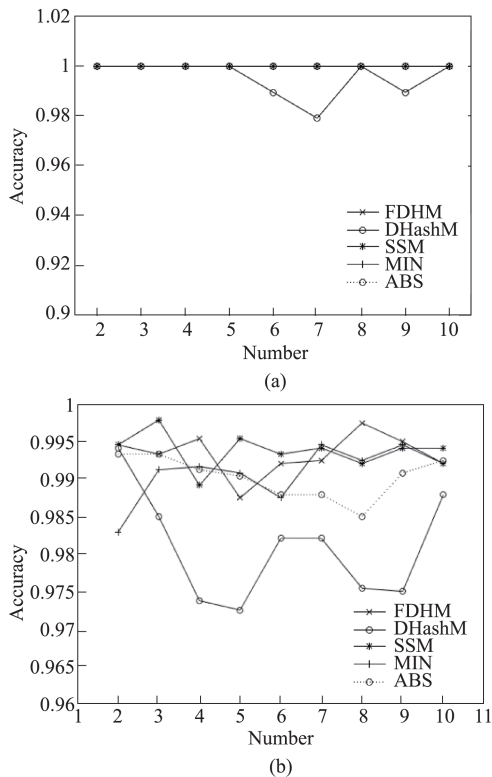 1.02
1
0.98
0.96
0.94
0.92
0.9
Accuracy
FDHM
DHashM
SSM
MIN
ABS
2 3 4 5 6 7 8 9 10
Number
(a)
1
0.995
0.99
0.985
0.98
0.975
0.97
0.965
0.96
Accuracy
FDHM
DHashM
SSM
MIN
ABS
1 2 3 4 5 6 7 8 9 10 11
Number
(b)